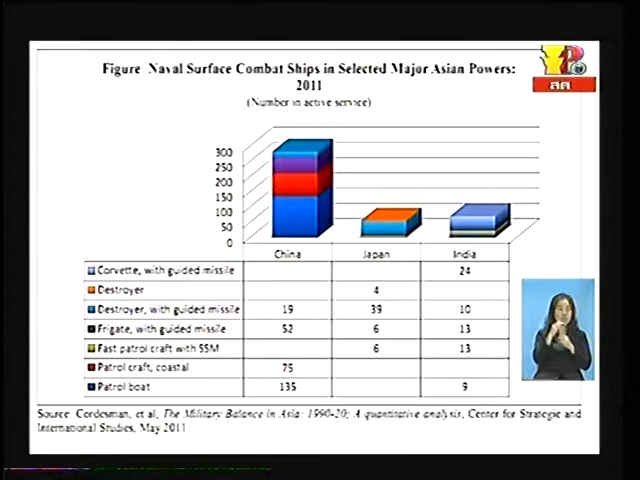 Figure Naval Surface Combat Ships in Selected Major Asian Powers:
2011
(Number in active service)
สด
300
250
200
150
100
50
0
China Japan India
Corvette, with guided missile 24
Destroyer 4
Destroyer, with guided missile 19 39 10
Frigate, with guided missile 52 6 13
Fast patrol craft with SSM 6 13
Patrol craft, coastal 75
Patrol boat 135 9
Source: Cordesman, et al, The Military Balance in Asia: 1990-20; A quantitative analysis, Center for Strategic and
International Studies, May 2011